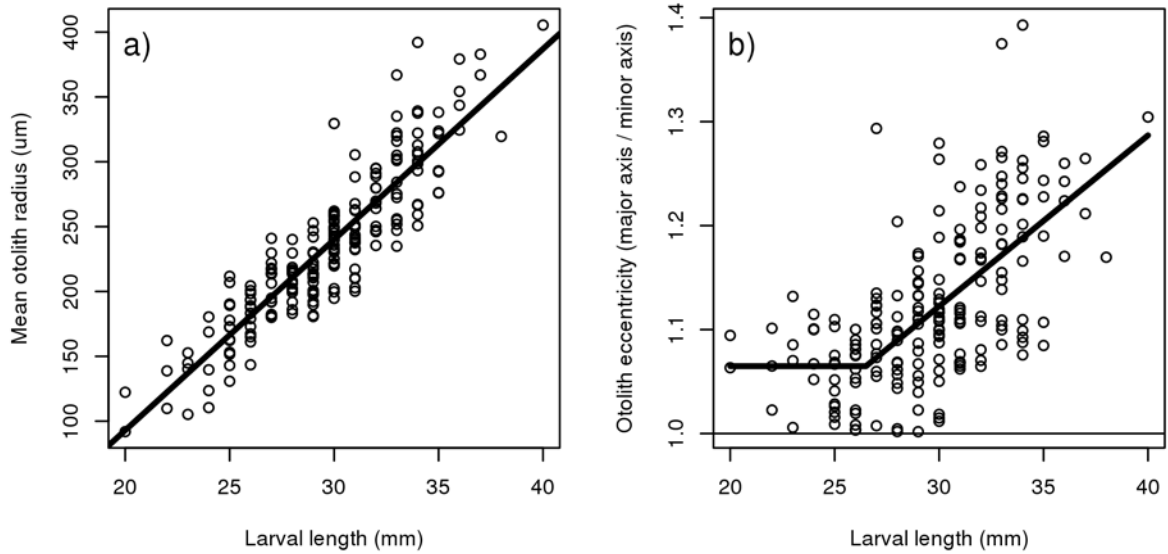 a)
Mean otolith radius (um)
400
350
300
250
200
150
100
20 25 30 35 40
Larval length (mm)
b)
Otolith eccentricity (major axis / minor axis)
1.4
1.3
1.2
1.1
1.0
20 25 30 35 40
Larval length (mm)